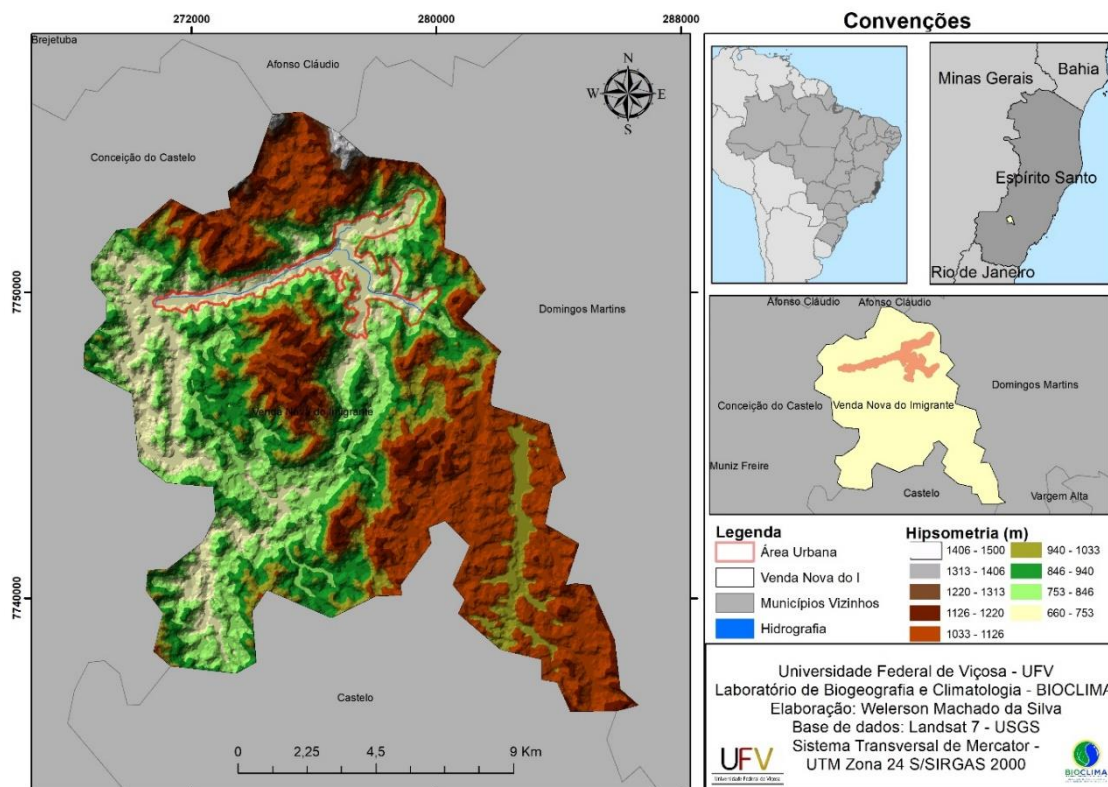 272000
280000
288000
7750000
7740000
Brejetuba
Afonso Cláudio
N
W
E
S
Conceição do Castelo
Domingos Martins
Venda Nova do Imigrante
Castelo
0
2,25
4,5
9 Km
Convenções
Minas Gerais
Bahia
Espírito Santo
Rio de Janeiro
Afonso Cláudio
Afonso Cláudio
Domingos Martins
Conceição do Castelo
Venda Nova do Imigrante
Muniz Freire
Castelo
Vargem Alta
Legenda
Área Urbana
Venda Nova do I
Municípios Vizinhos
Hidrografia
Hipsometria (m)
1406 - 1500
1313 - 1406
1220 - 1313
1126 - 1220
1033 - 1126
940 - 1033
846 - 940
753 - 846
660 - 753
Universidade Federal de Viçosa - UFV
Laboratório de Biogeografia e Climatologia - BIOCLIMA
Elaboração: Welerson Machado da Silva
Base de dados: Landsat 7 - USGS
Sistema Transversal de Mercator -
UTM Zona 24 S/SIRGAS 2000
UFV
Universidade Federal de Viçosa
BIOCLIMA